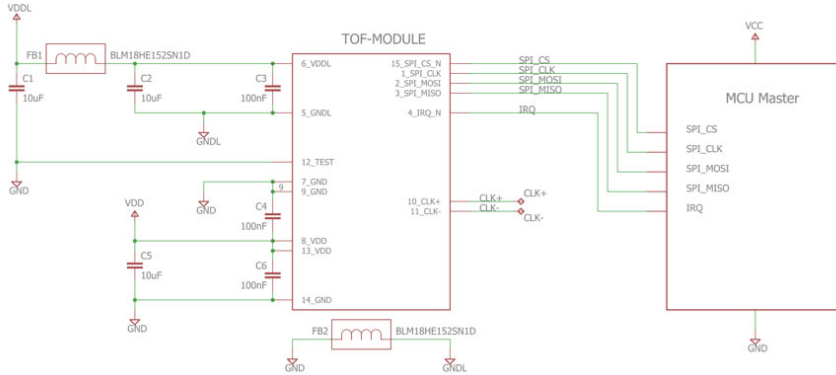 VDDL
FB1 BLM18HE152SN1D
C1
10uF
C2
10uF
C3
100nF
GNDL
GND
TOF-MODULE
6_VDDL
5_GNDL
12_TEST
7_GND
9_GND
8_VDD
13_VDD
14_GND
15_SPI_CS_N
1_SPI_CLK
2_SPI_MOSI
3_SPI_MISO
4_IRQ_N
10_CLK+
11_CLK-
9
GND
C4
100nF
VDD
C5
10uF
C6
100nF
GND
SPI_CS
SPI_CLK
SPI_MOSI
SPI_MISO
IRQ
CLK+ CLK+
CLK- CLK-
VCC
MCU Master
SPI_CS
SPI_CLK
SPI_MOSI
SPI_MISO
IRQ
GND
FB2 BLM18HE152SN1D
GND
GNDL